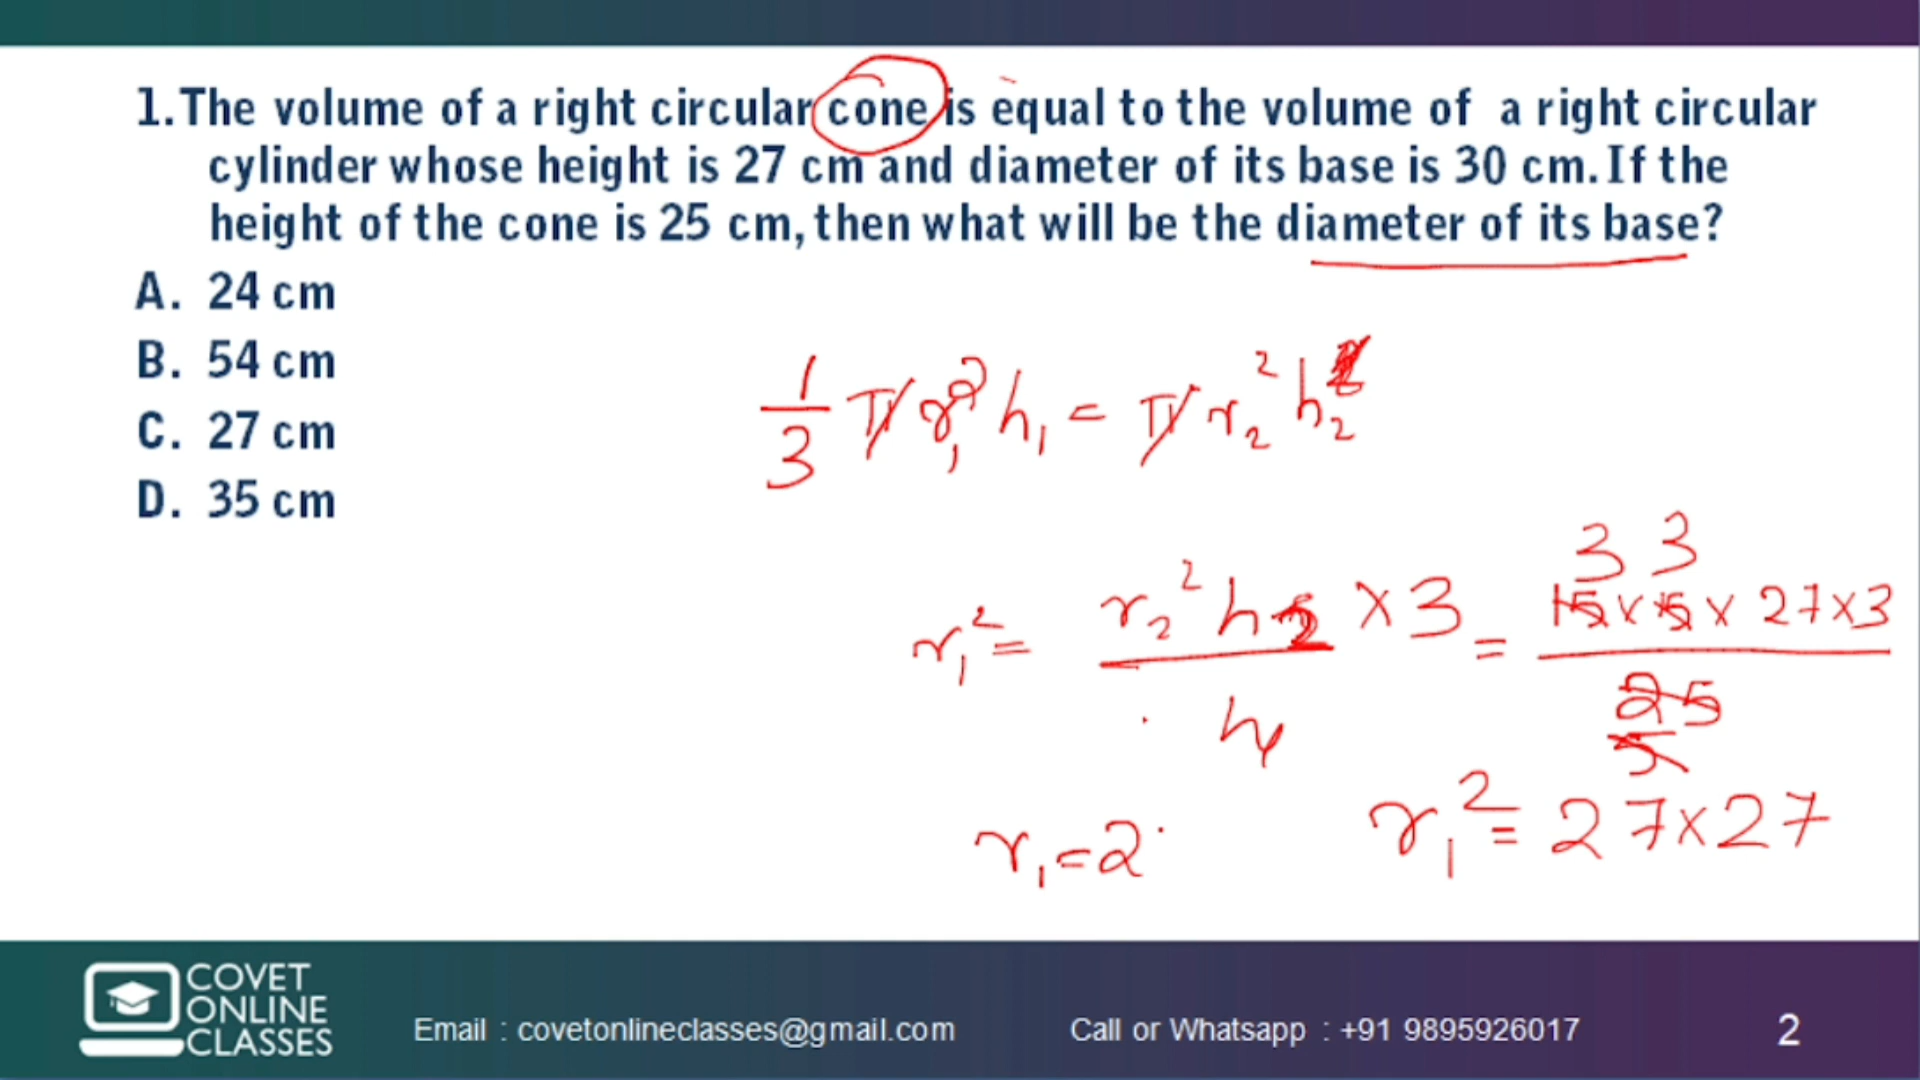 1. The volume of a right circular cone is equal to the volume of a right circular
cylinder whose height is 27 cm and diameter of its base is 30 cm. If the
height of the cone is 25 cm, then what will be the diameter of its base?
A. 24 cm
B. 54 cm
C. 27 cm
D. 35 cm
1/3 π r₁² h₁ = π r₂² h₂
r₁² = r₂² h₂ × 3 / h₁ = 15 × 15 × 27 × 3 / 25
3 3
5
r₁ = 2
r₁² = 27 × 27
COVET
ONLINE
CLASSES
Email : covetonlineclasses@gmail.com
Call or Whatsapp : +91 9895926017
2